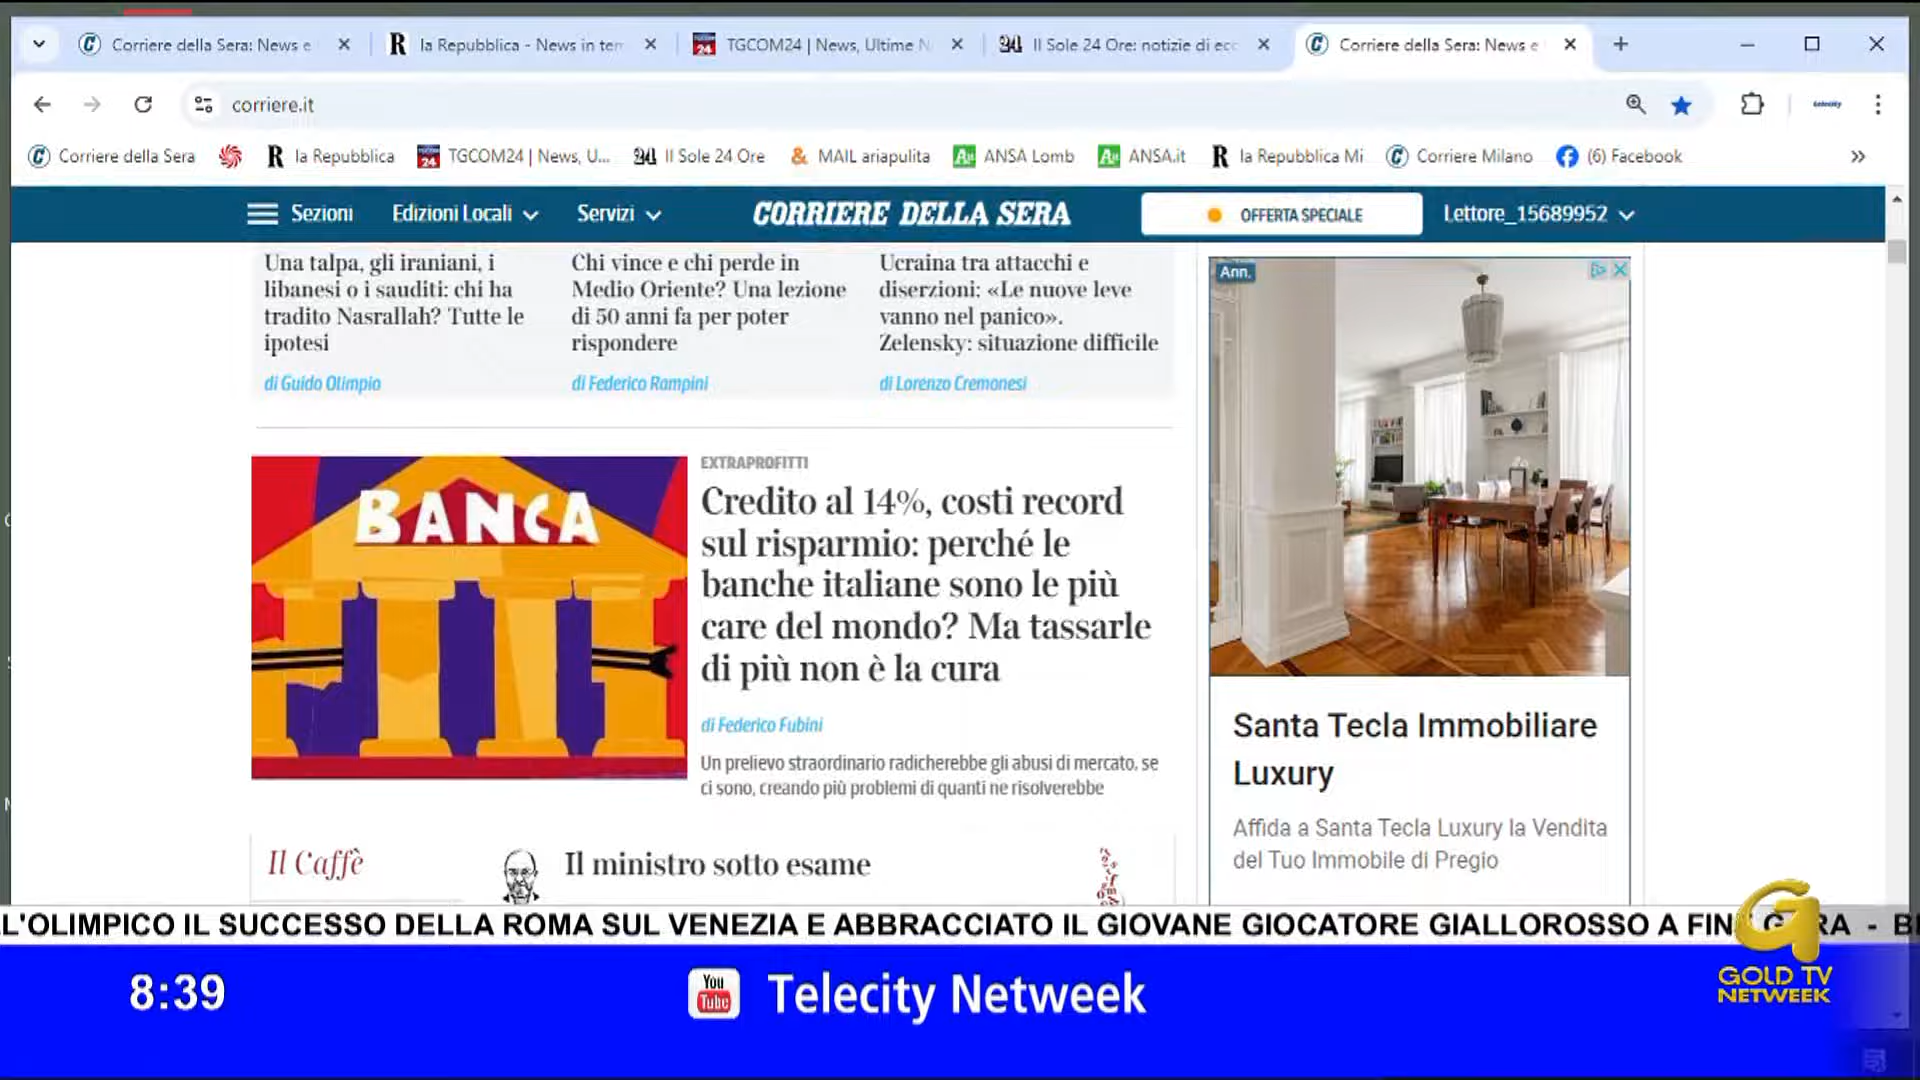 Corriere della Sera: News e
la Repubblica - News in tem
TGCOM24 | News, Ultime N
Il Sole 24 Ore: notizie di ec
Corriere della Sera: News e
corriere.it
Telecity
Corriere della Sera
la Repubblica
TGCOM24 | News, U...
Il Sole 24 Ore
MAIL ariapulita
ANSA Lomb
ANSA.it
la Repubblica Mi
Corriere Milano
(6) Facebook
Sezioni
Edizioni Locali
Servizi
CORRIERE DELLA SERA
OFFERTA SPECIALE
Lettore_15689952
Una talpa, gli iraniani, i
libanesi o i sauditi: chi ha
tradito Nasrallah? Tutte le
ipotesi
di Guido Olimpio
Chi vince e chi perde in
Medio Oriente? Una lezione
di 50 anni fa per poter
rispondere
di Federico Rampini
Ucraina tra attacchi e
diserzioni: «Le nuove leve
vanno nel panico».
Zelensky: situazione difficile
di Lorenzo Cremonesi
Ann.
BANCA
EXTRAPROFITTI
Credito al 14%, costi record
sul risparmio: perché le
banche italiane sono le più
care del mondo? Ma tassarle
di più non è la cura
di Federico Fubini
Un prelievo straordinario radicherebbe gli abusi di mercato, se
ci sono, creando più problemi di quanti ne risolverebbe
Santa Tecla Immobiliare
Luxury
Affida a Santa Tecla Luxury la Vendita
del Tuo Immobile di Pregio
Il Caffè
Il ministro sotto esame
L'OLIMPICO IL SUCCESSO DELLA ROMA SUL VENEZIA E ABBRACCIATO IL GIOVANE GIOCATORE GIALLOROSSO A FINE GARA - B
8:39
You Tube
Telecity Netweek
GOLD TV
NETWEEK